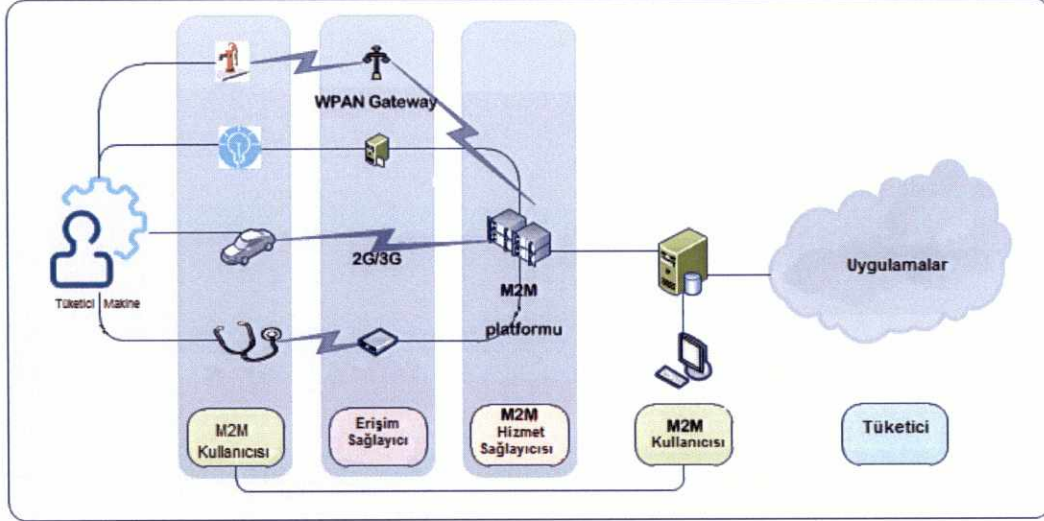 WPAN Gateway
2G/3G
M2M
platformu
Uygulamalar
Tüketici Makine
M2M
Kullanıcısı
Erişim
Sağlayıcı
M2M
Hizmet
Sağlayıcısı
M2M
Kullanıcısı
Tüketici